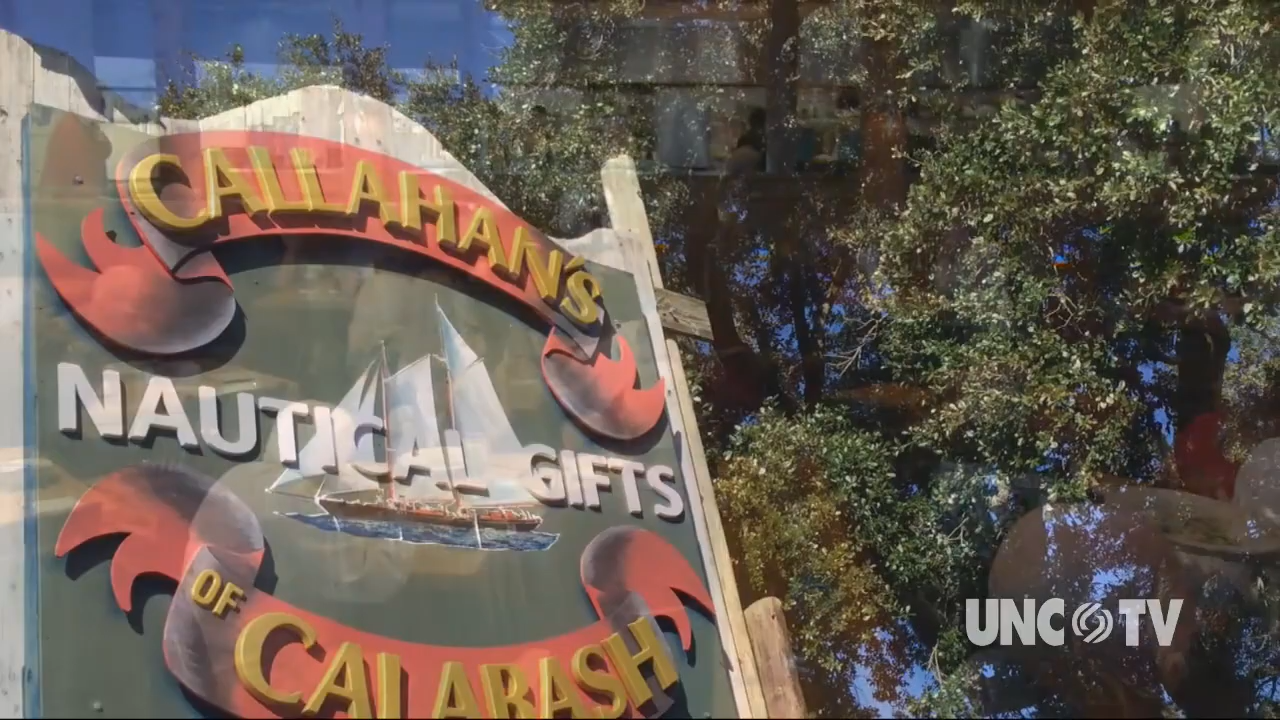 CALLAHAN'S
NAUTICAL GIFTS
OF
CALABASH
UNC TV